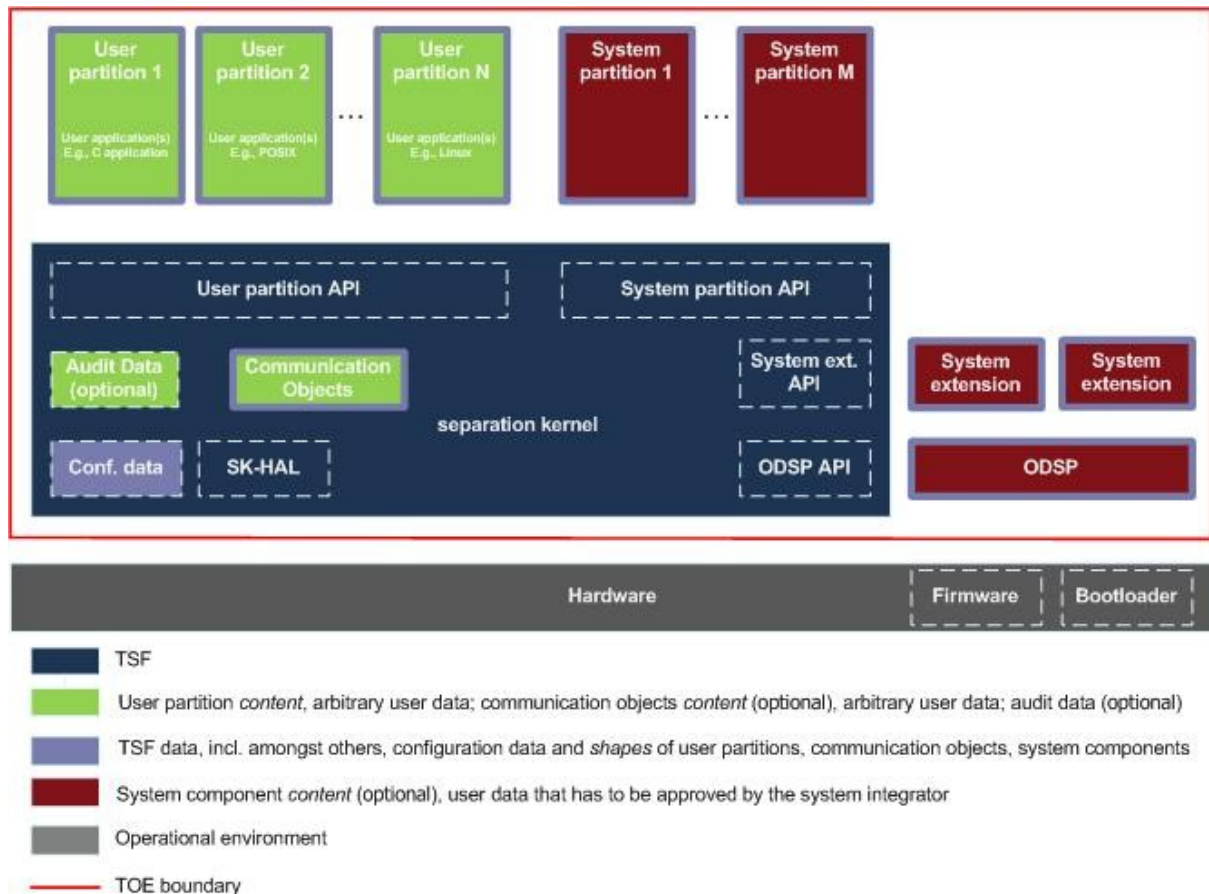 User
partition 1
User application(s)
E.g., C application
User
partition 2
User application(s)
E.g., POSIX
...
User
partition N
User application(s)
E.g., Linux
System
partition 1
...
System
partition M
User partition API
System partition API
Audit Data
(optional)
Communication
Objects
System ext.
API
System
extension
System
extension
separation kernel
Conf. data
SK-HAL
ODSP API
ODSP
Hardware
Firmware
Bootloader
TSF
User partition content, arbitrary user data; communication objects content (optional), arbitrary user data; audit data (optional)
TSF data, incl. amongst others, configuration data and shapes of user partitions, communication objects, system components
System component content (optional), user data that has to be approved by the system integrator
Operational environment
TOE boundary